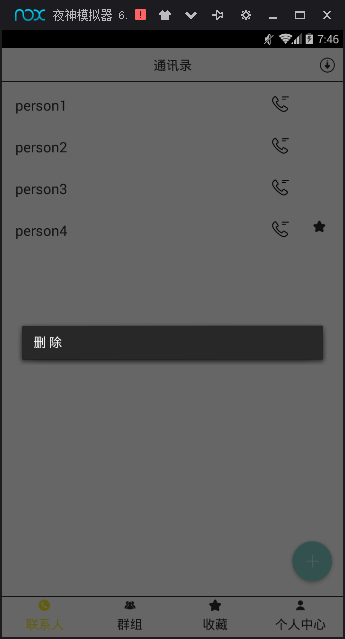 nox 夜神模拟器 6.
7:46
通讯录
person1
person2
person3
person4
删 除
联系人 群组 收藏 个人中心